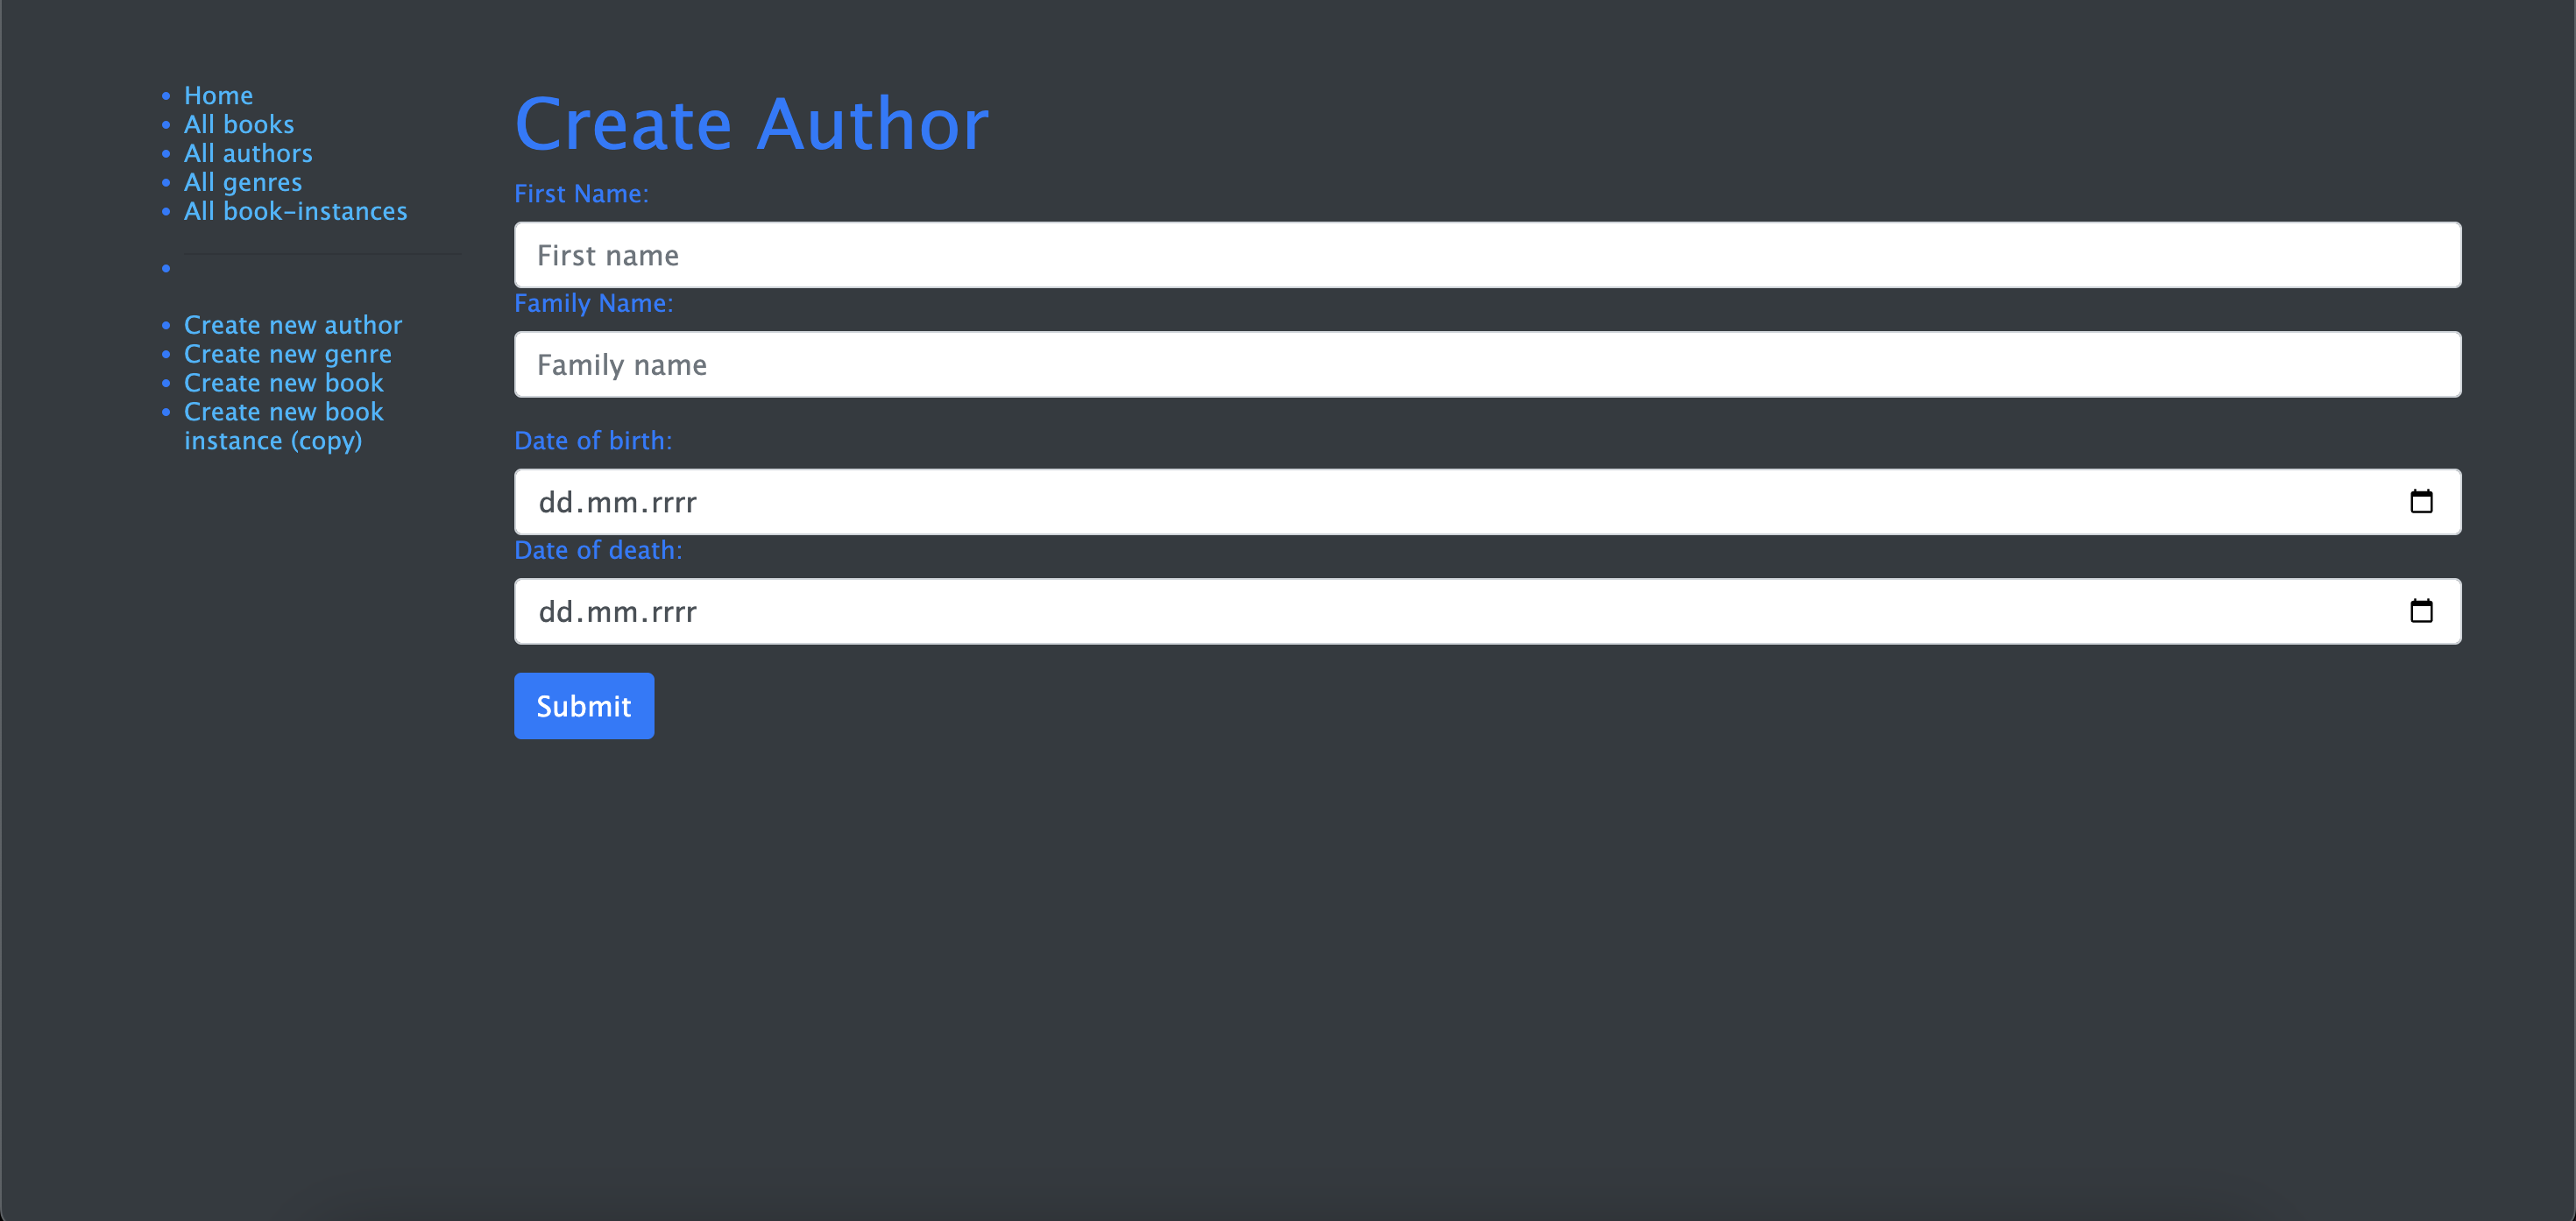 Home
All books
All authors
All genres
All book-instances
Create new author
Create new genre
Create new book
Create new book
instance (copy)
Create Author
First Name:
First name
Family Name:
Family name
Date of birth:
dd.mm.rrrr
Date of death:
dd.mm.rrrr
Submit